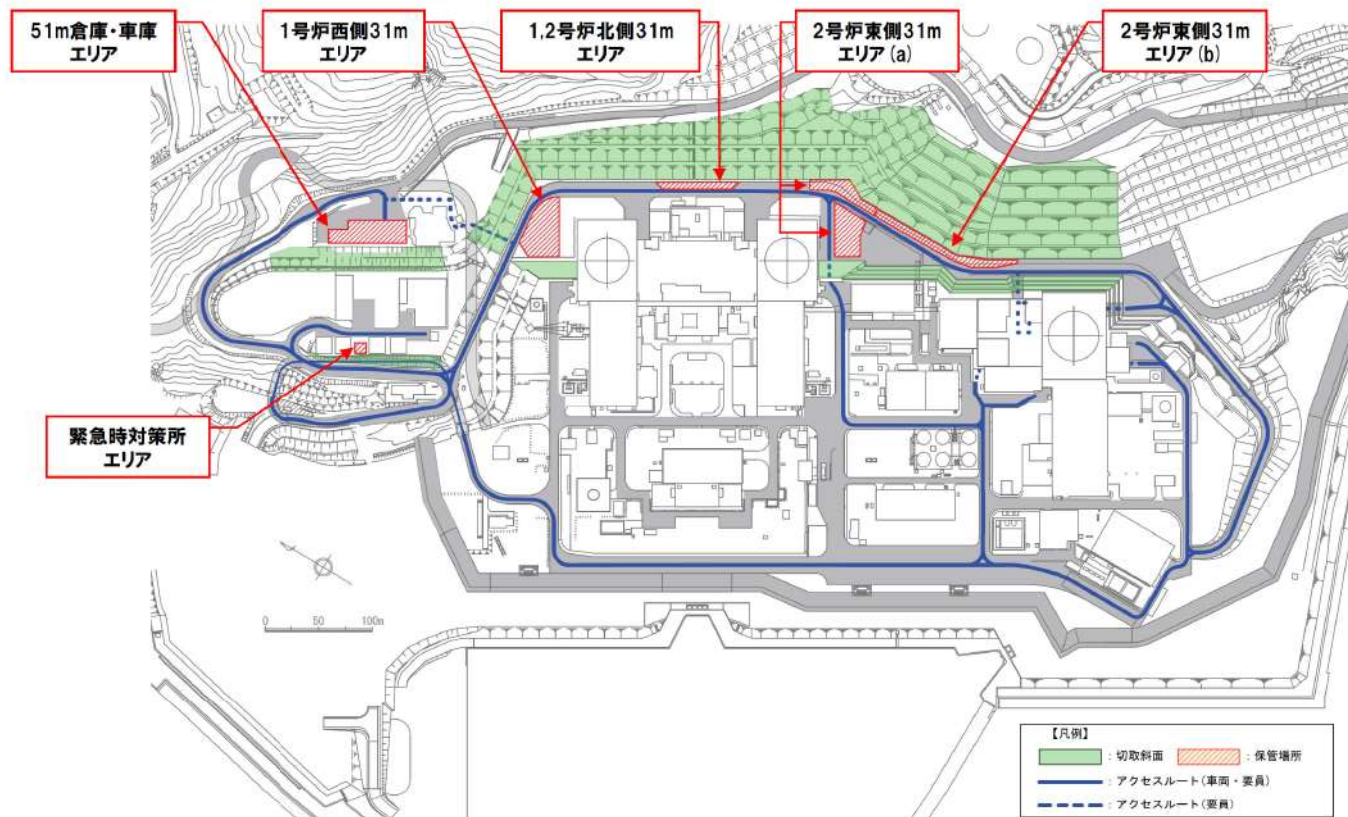 51m倉庫・車庫
エリア
1号炉西側31m
エリア
1,2号炉北側31m
エリア
2号炉東側31m
エリア(a)
2号炉東側31m
エリア(b)
緊急時対策所
エリア
0 50 100m
【凡例】
:切取斜面
:保管場所
:アクセスルート(車両・要員)
:アクセスルート(要員)